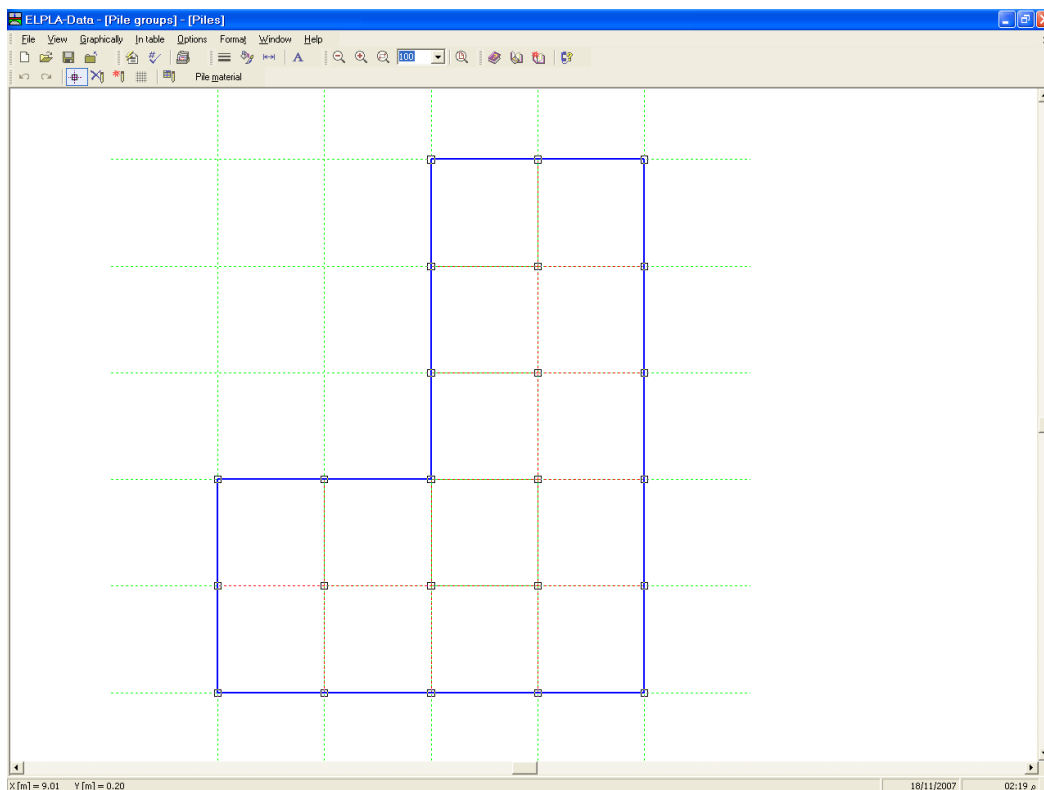 ELPLA-Data - [Pile groups] - [Piles]
File View Graphically In table Options Format Window Help
A 100
Pile material
X [m] = 9.01 Y [m] = 0.20 18/11/2007 02:19 م